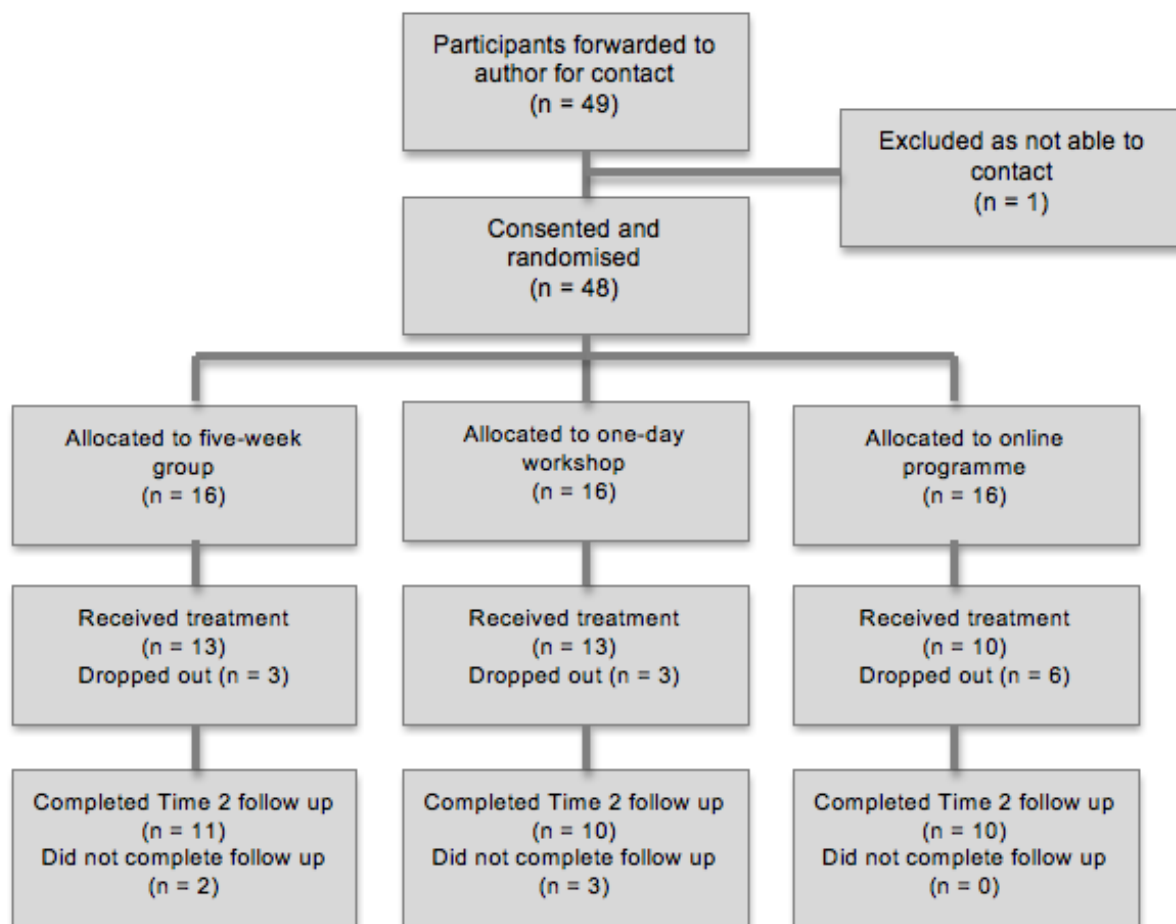 Participants forwarded to
author for contact
(n = 49)
Excluded as not able to
contact
(n = 1)
Consented and
randomised
(n = 48)
Allocated to five-week
group
(n = 16)
Allocated to one-day
workshop
(n = 16)
Allocated to online
programme
(n = 16)
Received treatment
(n = 13)
Dropped out (n = 3)
Received treatment
(n = 13)
Dropped out (n = 3)
Received treatment
(n = 10)
Dropped out (n = 6)
Completed Time 2 follow up
(n = 11)
Did not complete follow up
(n = 2)
Completed Time 2 follow up
(n = 10)
Did not complete follow up
(n = 3)
Completed Time 2 follow up
(n = 10)
Did not complete follow up
(n = 0)